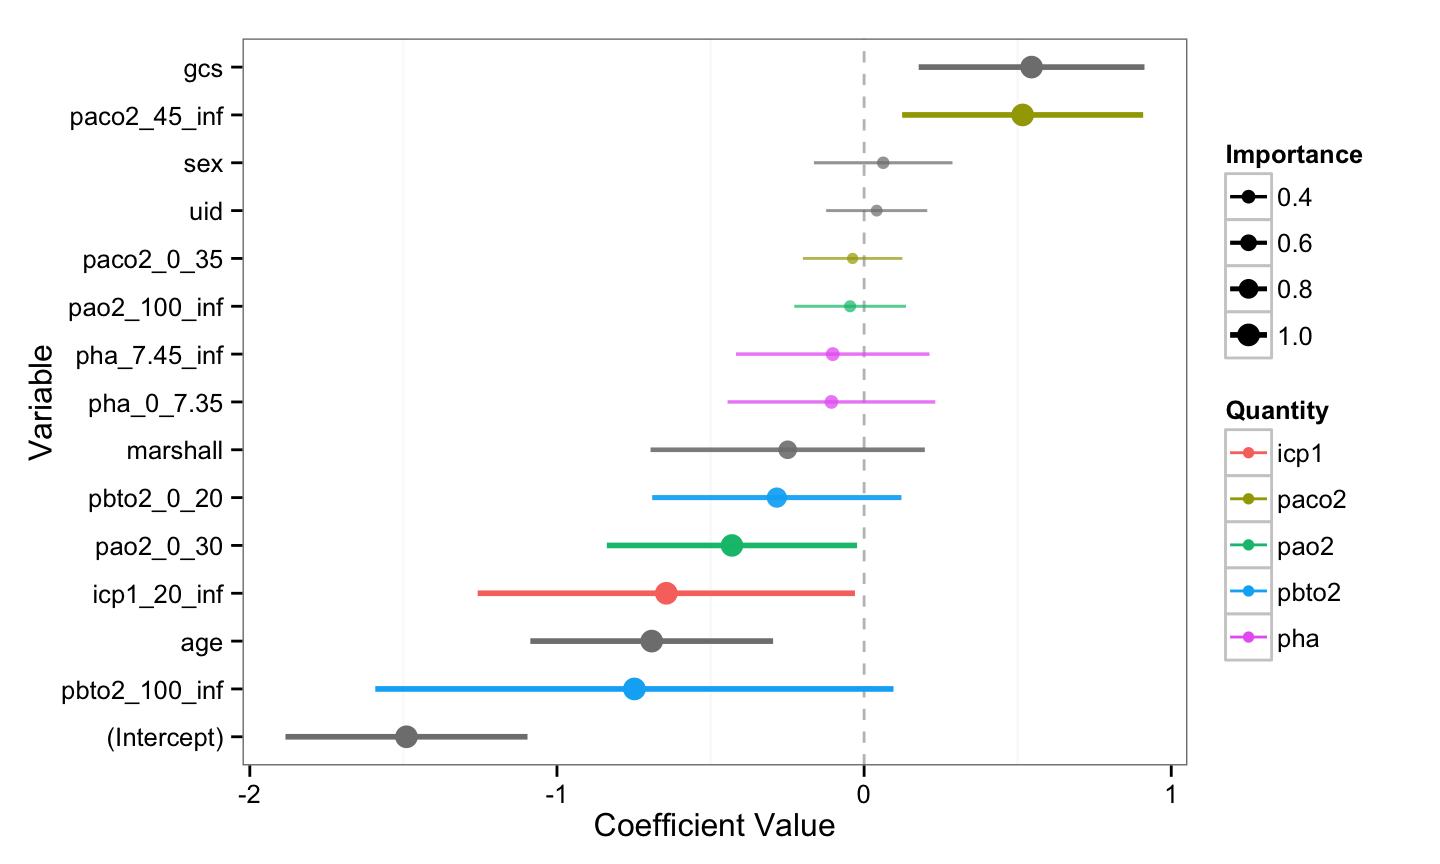 gcs
paco2_45_inf
sex
uid
paco2_0_35
pao2_100_inf
pha_7.45_inf
pha_0_7.35
marshall
pbto2_0_20
pao2_0_30
icp1_20_inf
age
pbto2_100_inf
(Intercept)
Variable
-2 -1 0 1
Coefficient Value
Importance
0.4
0.6
0.8
1.0
Quantity
icp1
paco2
pao2
pbto2
pha